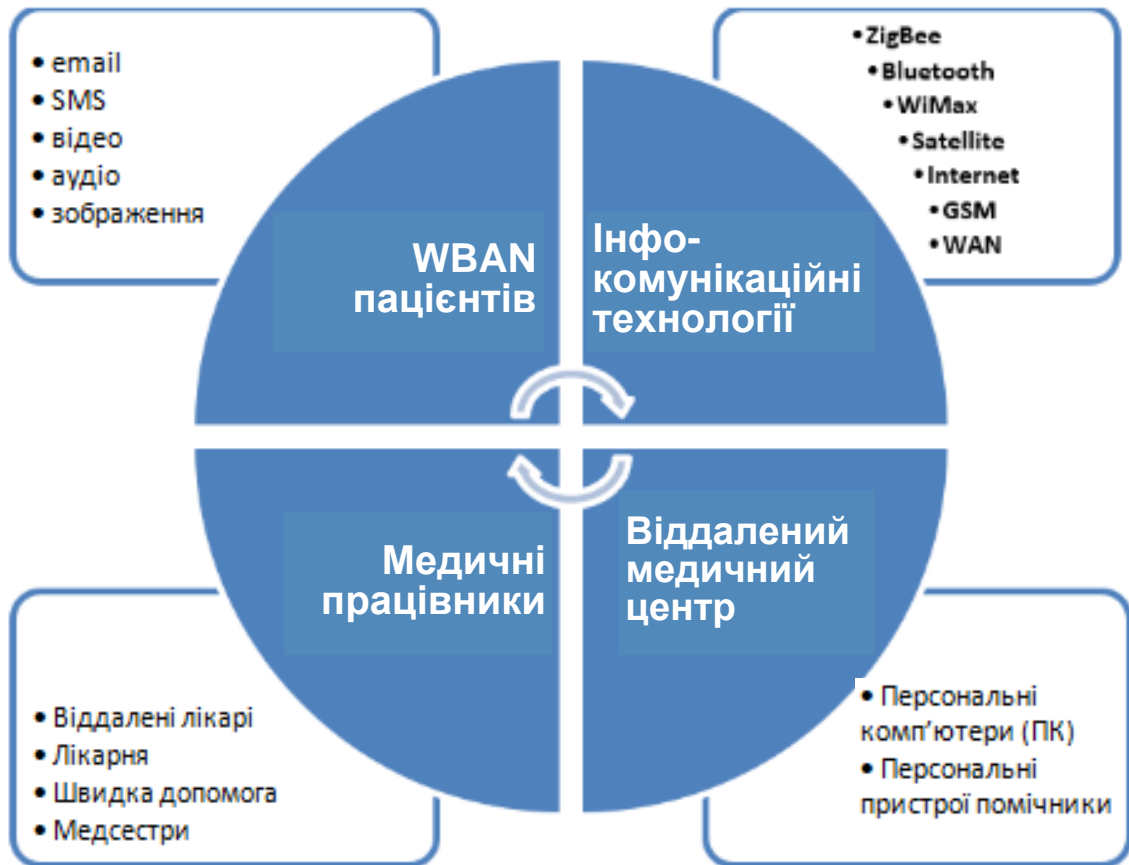 • email
• SMS
• відео
• аудіо
• зображення
• ZigBee
• Bluetooth
• WiMax
• Satellite
• Internet
• GSM
• WAN
WBAN
пацієнтів
Інфо-
комунікаційні
технології
Медичні
працівники
Віддалений
медичний
центр
• Віддалені лікарі
• Лікарня
• Швидка допомога
• Медсестри
• Персональні
комп’ютери (ПК)
• Персональні
пристрої помічники